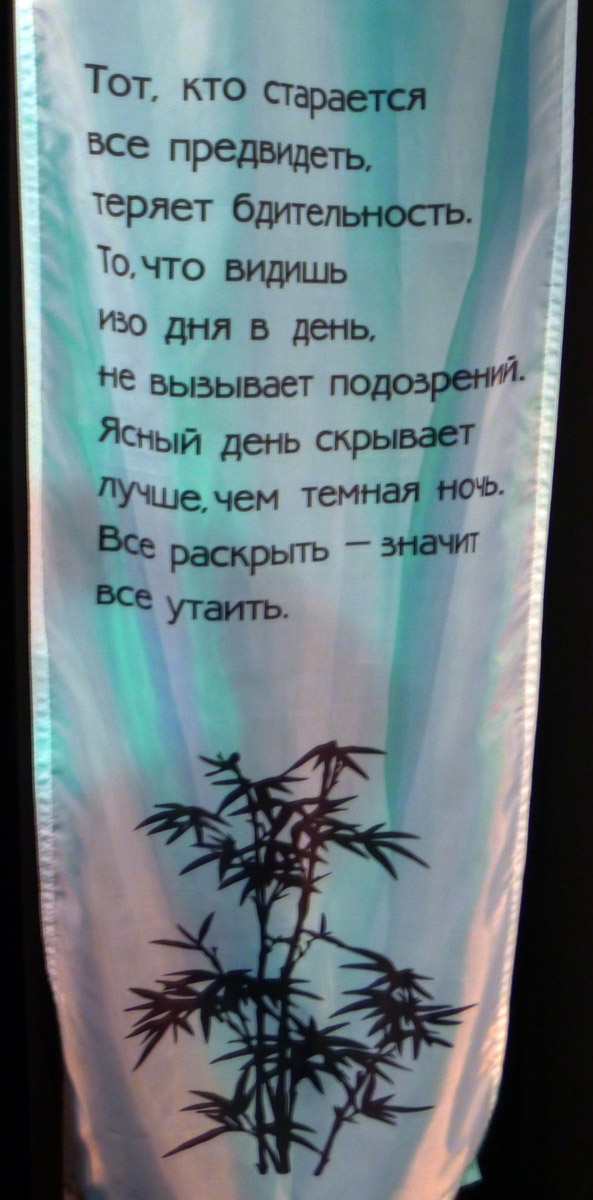 Тот, кто старается
все предвидеть,
теряет бдительность.
То, что видишь
изо дня в день,
не вызывает подозрений.
Ясный день скрывает
лучше, чем темная ночь.
Все раскрыть – значит
все утаить.